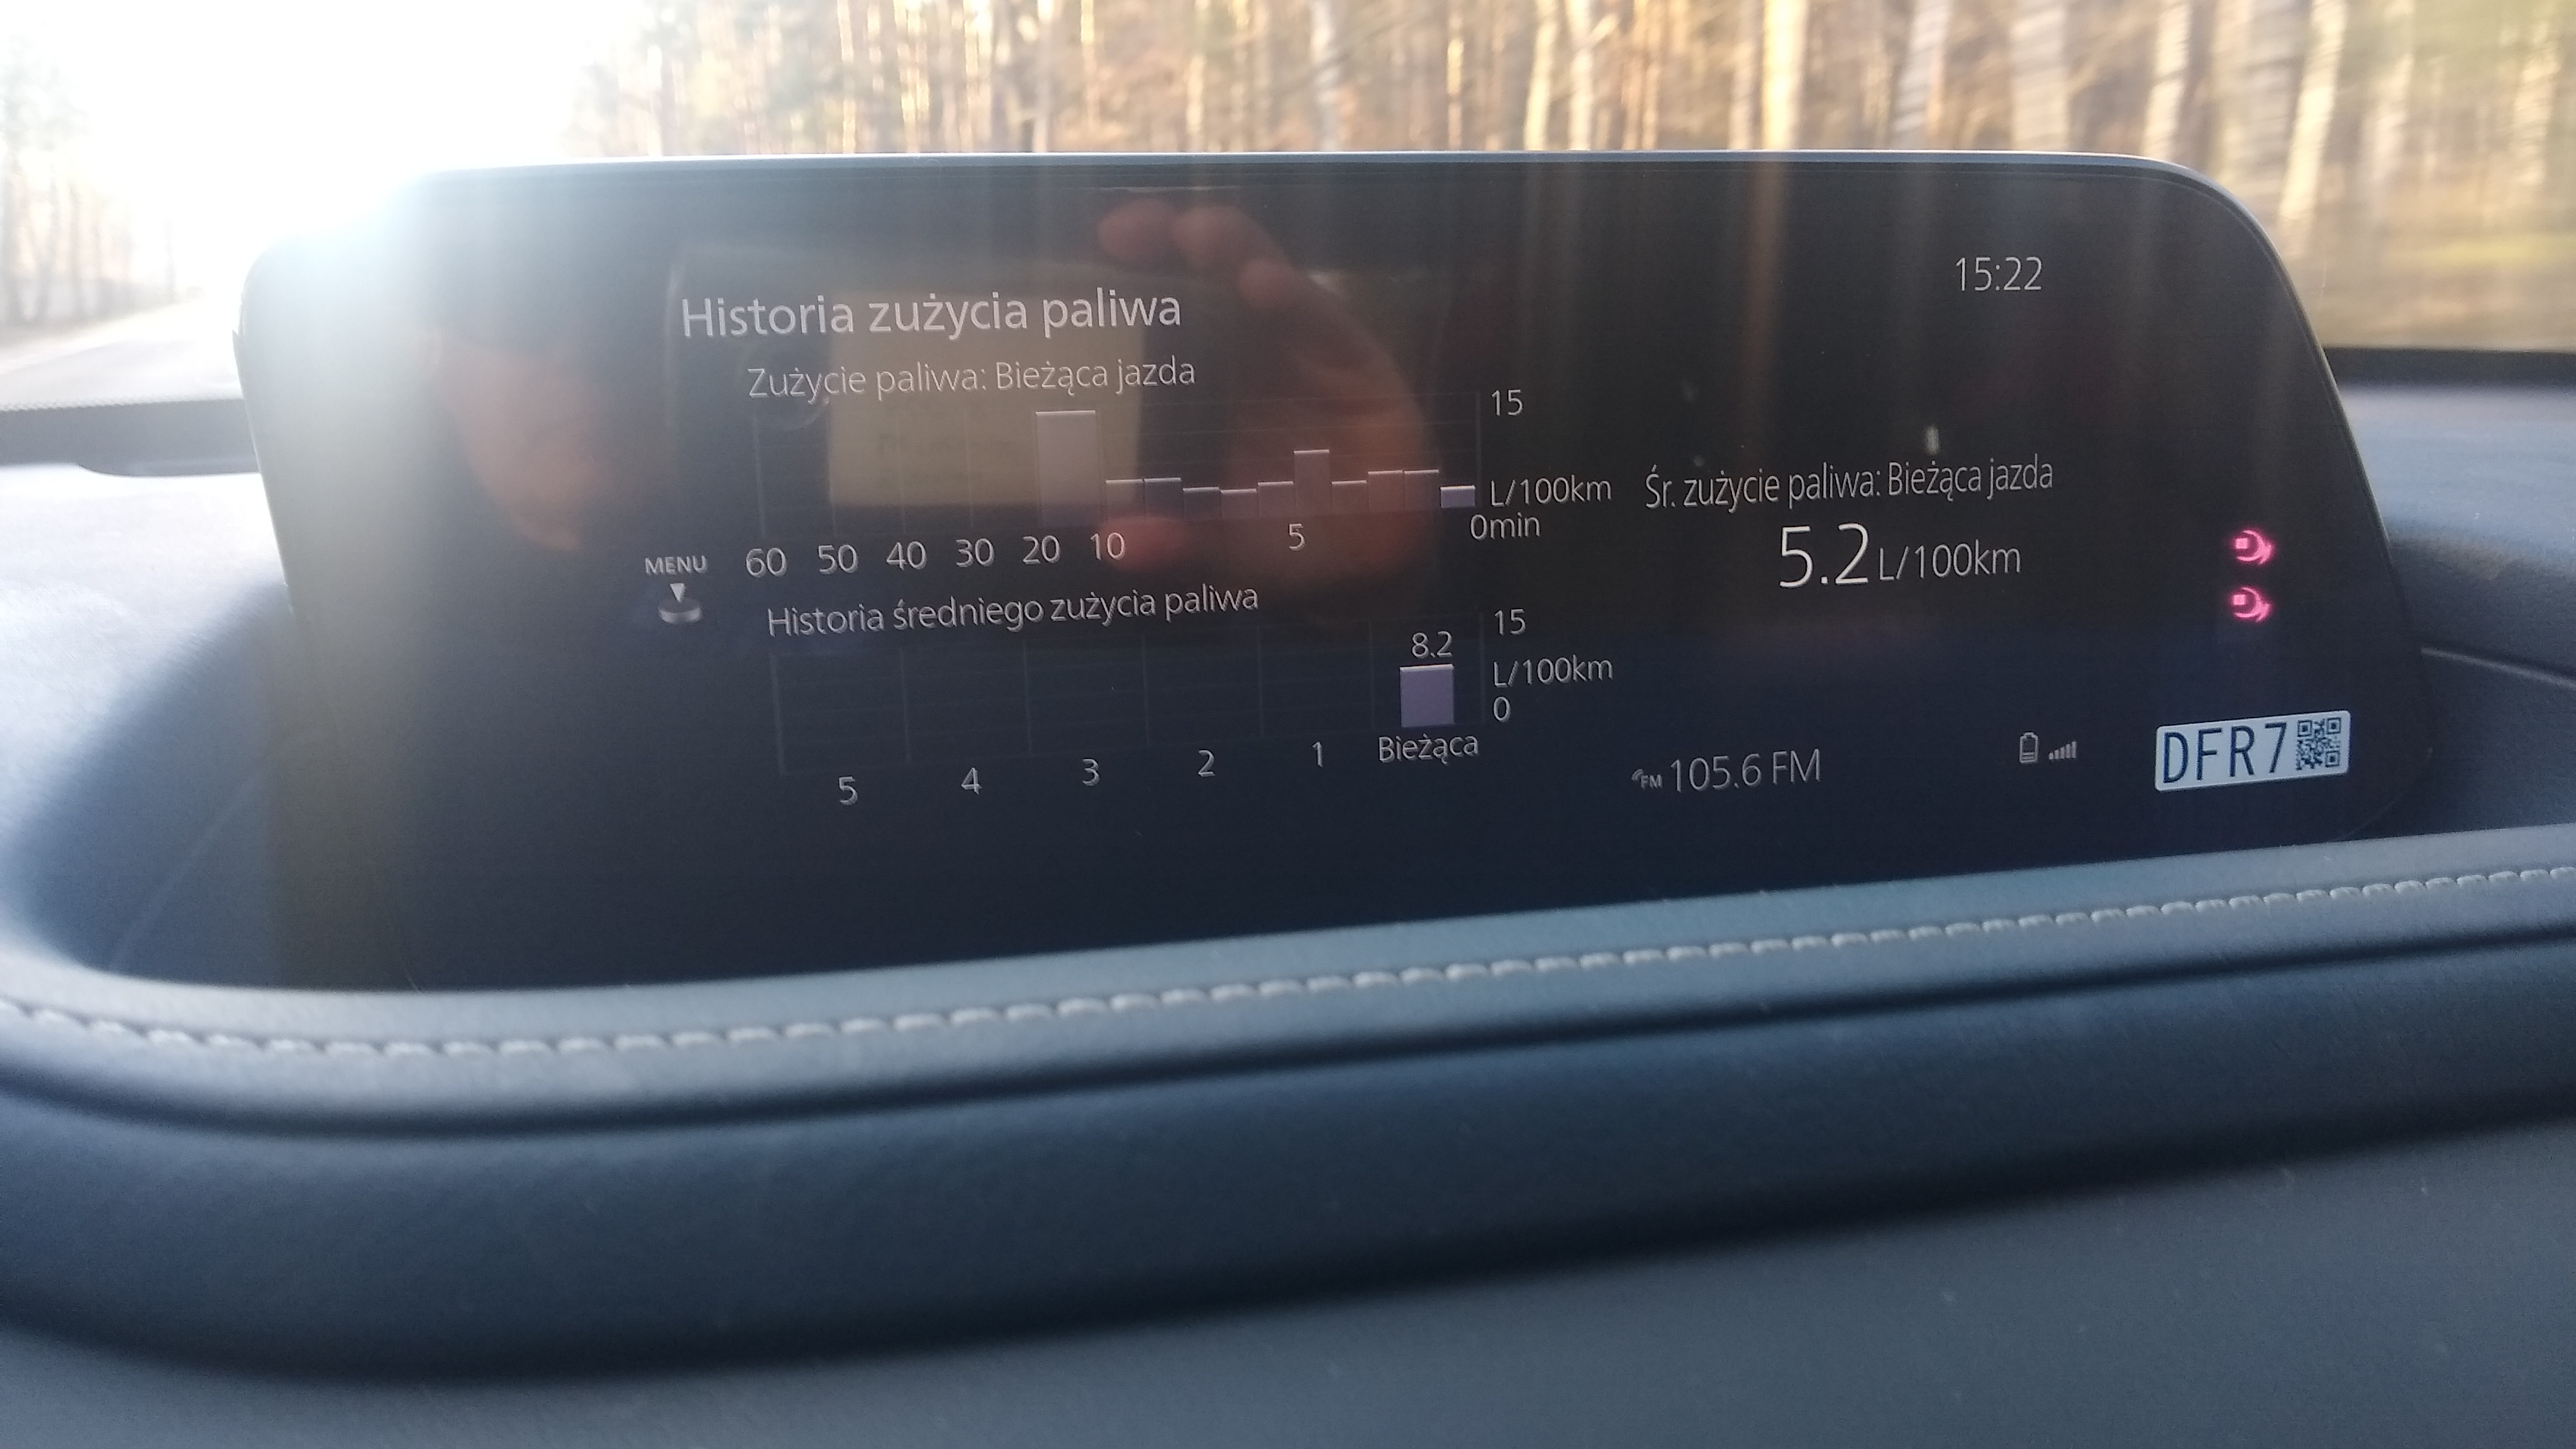 15:22
Historia zużycia paliwa
Zużycie paliwa: Bieżąca jazda
15
L/100km
0min
60 50 40 30 20 10 5
Śr. zużycie paliwa: Bieżąca jazda
5.2 L/100km
MENU
Historia średniego zużycia paliwa
15
8.2
L/100km
0
5 4 3 2 1 Bieżąca
FM 105.6 FM
DFR7